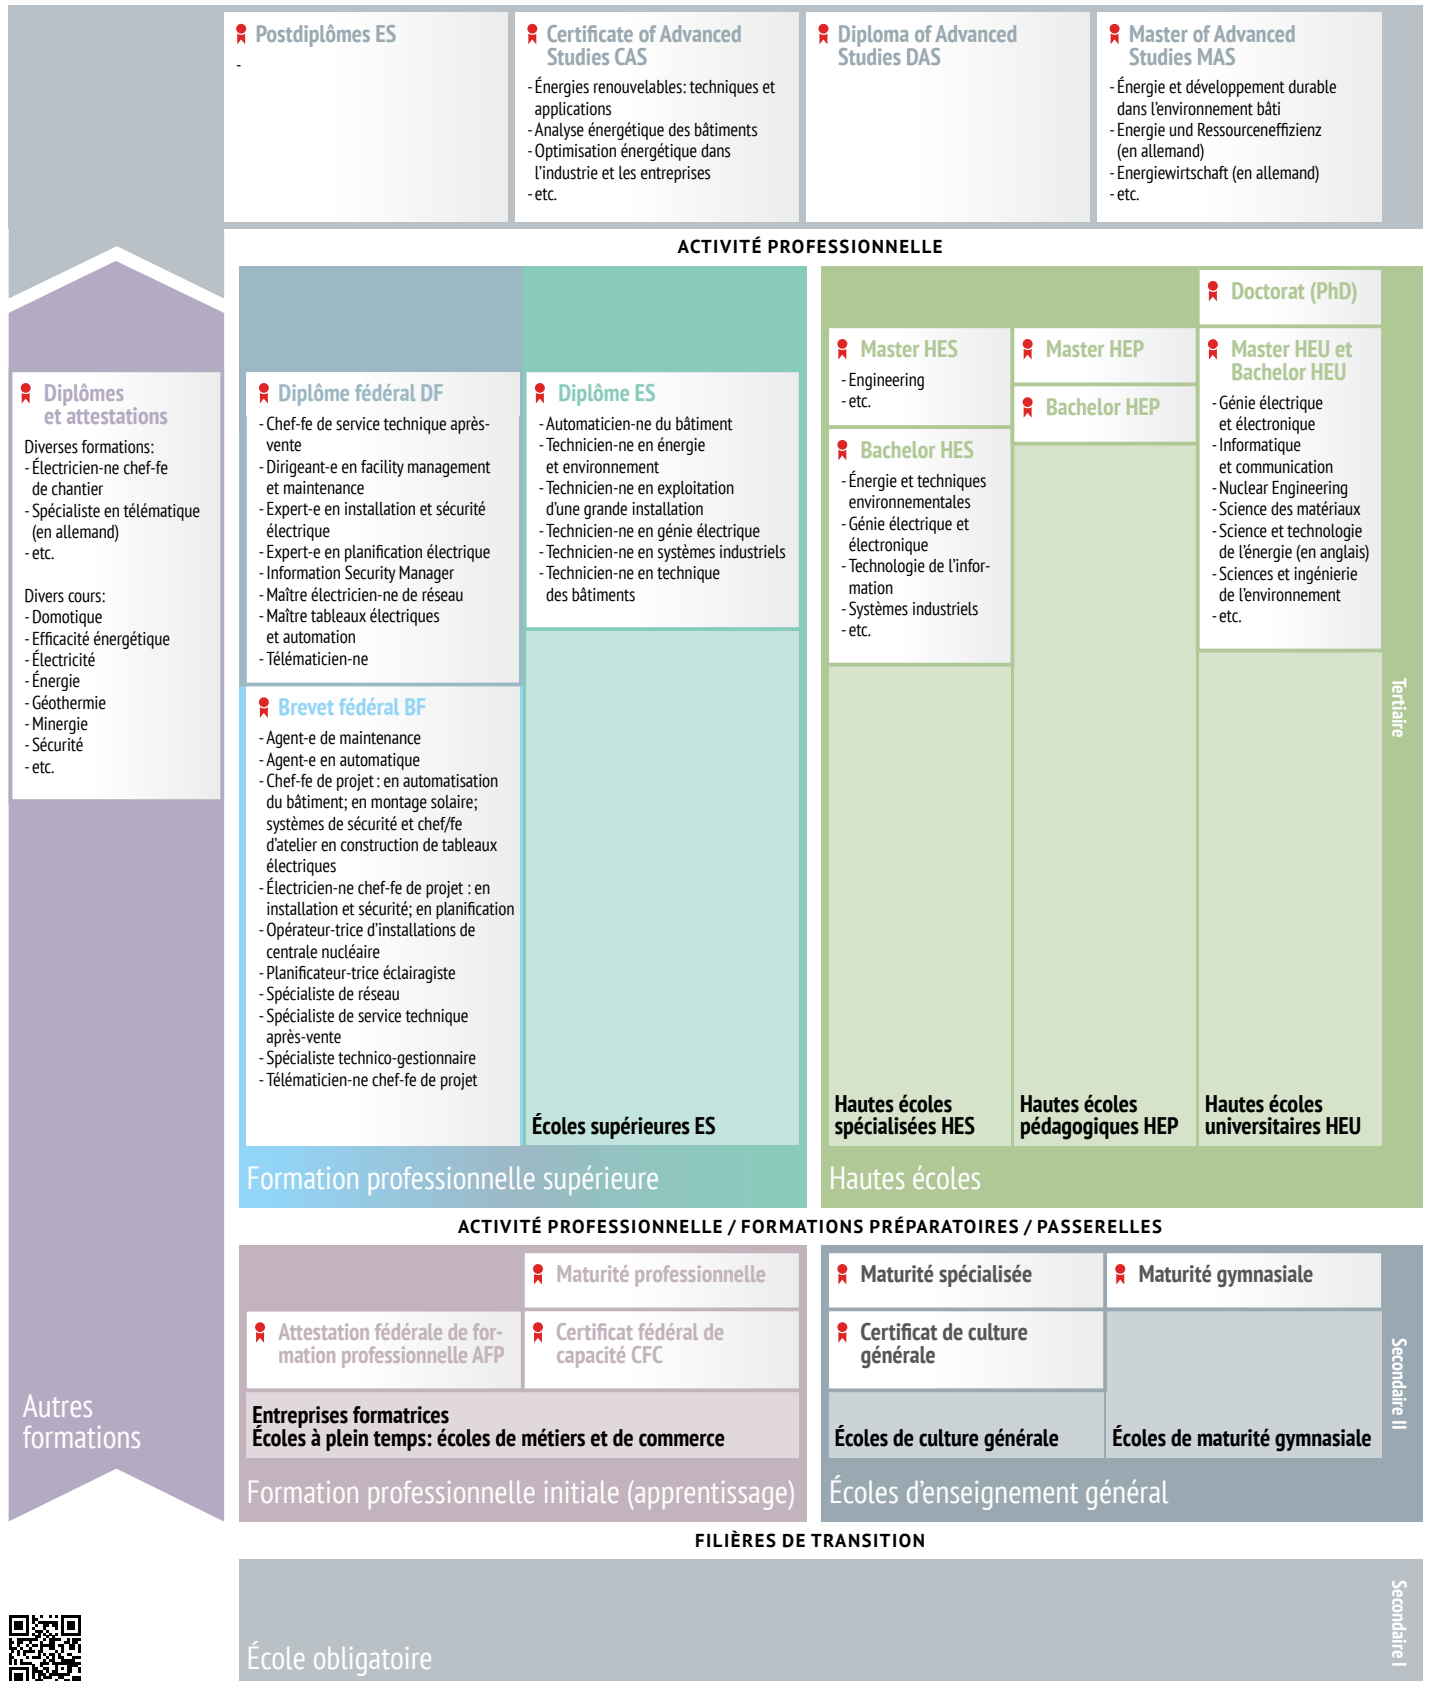 Postdiplômes ES
-
Certificate of Advanced
Studies CAS
- Énergies renouvelables: techniques et
applications
- Analyse énergétique des bâtiments
- Optimisation énergétique dans
l’industrie et les entreprises
- etc.
Diploma of Advanced
Studies DAS
Master of Advanced
Studies MAS
- Énergie et développement durable
dans l’environnement bâti
- Energie und Ressourceneffizienz
(en allemand)
- Energiewirtschaft (en allemand)
- etc.
ACTIVITÉ PROFESSIONNELLE
Diplômes
et attestations
Diverses formations:
- Électricien-ne chef-fe
de chantier
- Spécialiste en télématique
(en allemand)
- etc.
Divers cours:
- Domotique
- Efficacité énergétique
- Électricité
- Énergie
- Géothermie
- Minergie
- Sécurité
- etc.
Autres
formations
Diplôme fédéral DF
- Chef-fe de service technique après-
vente
- Dirigeant-e en facility management
et maintenance
- Expert-e en installation et sécurité
électrique
- Expert-e en planification électrique
- Information Security Manager
- Maître électricien-ne de réseau
- Maître tableaux électriques
et automation
- Télématicien-ne
Brevet fédéral BF
- Agent-e de maintenance
- Agent-e en automatique
- Chef-fe de projet : en automatisation
du bâtiment; en montage solaire;
systèmes de sécurité et chef/fe
d’atelier en construction de tableaux
électriques
- Électricien-ne chef-fe de projet : en
installation et sécurité; en planification
- Opérateur-trice d’installations de
centrale nucléaire
- Planificateur-trice éclairagiste
- Spécialiste de réseau
- Spécialiste de service technique
après-vente
- Spécialiste technico-gestionnaire
- Télématicien-ne chef-fe de projet
Diplôme ES
- Automaticien-ne du bâtiment
- Technicien-ne en énergie
et environnement
- Technicien-ne en exploitation
d’une grande installation
- Technicien-ne en génie électrique
- Technicien-ne en systèmes industriels
- Technicien-ne en technique
des bâtiments
Écoles supérieures ES
Formation professionnelle supérieure
Master HES
- Engineering
- etc.
Bachelor HES
- Énergie et techniques
environnementales
- Génie électrique et
électronique
- Technologie de l’infor-
mation
- Systèmes industriels
- etc.
Hautes écoles
spécialisées HES
Master HEP
Bachelor HEP
Hautes écoles
pédagogiques HEP
Doctorat (PhD)
Master HEU et
Bachelor HEU
- Génie électrique
et électronique
- Informatique
et communication
- Nuclear Engineering
- Science des matériaux
- Science et technologie
de l’énergie (en anglais)
- Sciences et ingénierie
de l’environnement
- etc.
Hautes écoles
universitaires HEU
Hautes écoles
Tertiaire
ACTIVITÉ PROFESSIONNELLE / FORMATIONS PRÉPARATOIRES / PASSERELLES
Maturité professionnelle
Attestation fédérale de for-
mation professionnelle AFP
Certificat fédéral de
capacité CFC
Entreprises formatrices
Écoles à plein temps: écoles de métiers et de commerce
Formation professionnelle initiale (apprentissage)
Maturité spécialisée
Certificat de culture
générale
Écoles de culture générale
Maturité gymnasiale
Écoles de maturité gymnasiale
Écoles d’enseignement général
Secondaire II
FILIÈRES DE TRANSITION
École obligatoire
Secondaire I